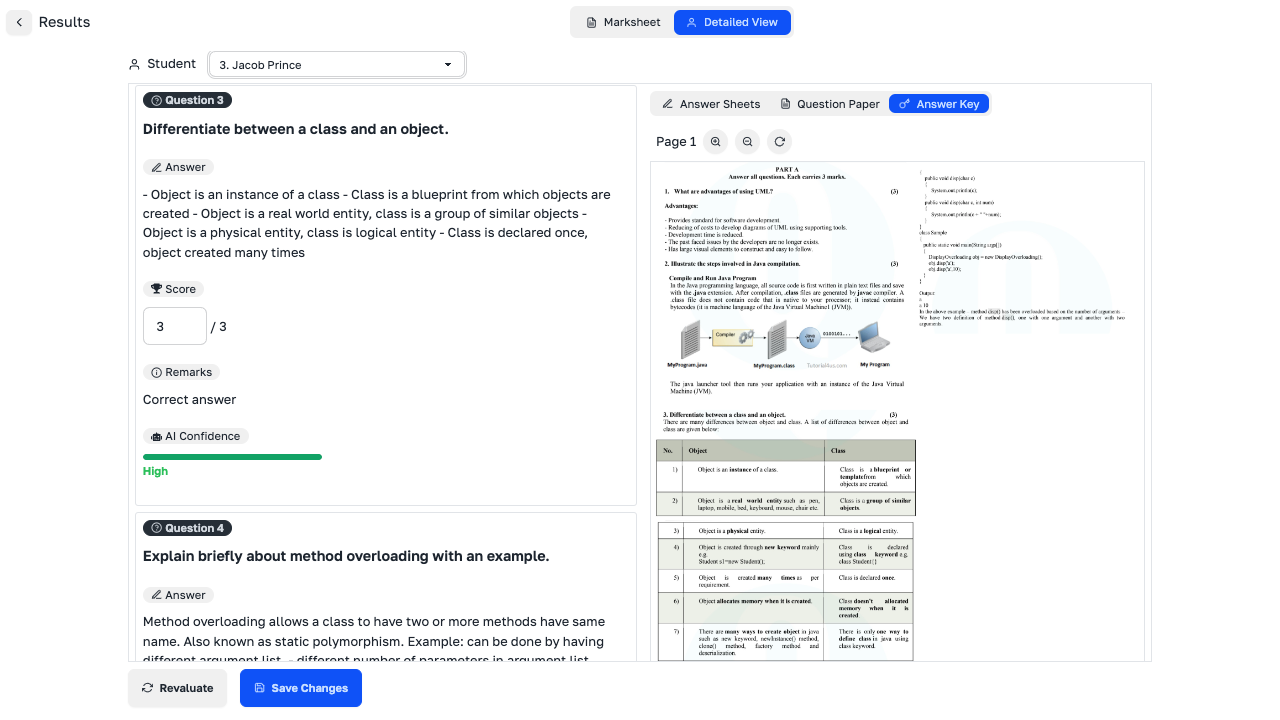 Results
Marksheet
Detailed View
Student
3. Jacob Prince
Question 3
Differentiate between a class and an object.
Answer
- Object is an instance of a class - Class is a blueprint from which objects are
created - Object is a real world entity, class is a group of similar objects -
Object is a physical entity, class is logical entity - Class is declared once,
object created many times
Score
3 / 3
Remarks
Correct answer
AI Confidence
High
Question 4
Explain briefly about method overloading with an example.
Answer
Method overloading allows a class to have two or more methods have same
name. Also known as static polymorphism. Example: can be done by having
different argument list. - different number of parameters in argument list
Revaluate
Save Changes
Answer Sheets
Question Paper
Answer Key
Page 1
PART A
Answer all questions. Each carries 3 marks.
1. What are advantages of using UML? (3)
Advantages:
- Provides standard for software development.
- Reducing of costs to develop diagrams of UML using supporting tools.
- Development time is reduced.
- The past faced issues by the developers are no longer exists.
- Has large visual elements to construct and easy to follow.
2. Illustrate the steps involved in Java compilation. (3)
Compile and Run Java Program
In the Java programming language, all source code is first written in plain text files and save
with the .java extension. After compilation, .class files are generated by javac compiler. A
.class file does not contain code that is native to your processor; it instead contains
bytecodes (it is machine language of the Java Virtual Machine1 (JVM)).
Compiler
Java
VM
0100101...
MyProgram.java
MyProgram.class
TutorialsMus.com
My Program
The java launcher tool then runs your application with an instance of the Java Virtual
Machine (JVM).
3. Differentiate between a class and an object. (3)
There are many differences between object and class. A list of differences between object and
class are given below:
No. Object Class
1) Object is an instance of a class. Class is a blueprint or
templatefrom which
objects are created.
2) Object is a real world entity such as pen, Class is a group of similar
laptop, mobile, bed, keyboard, mouse, chair etc. objects.
3) Object is a physical entity. Class is a logical entity.
4) Object is created through new keyword mainly Class is declared
e.g. using class keyword e.g.
Student s1=new Student(); class Student{}
5) Object is created many times as per Class is declared once.
requirement.
6) Object allocates memory when it is created. Class doesn't allocated
memory when it is
created.
7) There are many ways to create object in java There is only one way to
such as new keyword, newInstance() method, define class in java using
clone() method, factory method and class keyword.
deserialization.
{
public void disp(char c)
{
System.out.println(c);
}
public void disp(char c, int num)
{
System.out.println(c + " "+num);
}
}
class Sample
{
public static void main(String args[])
{
DisplayOverloading obj = new DisplayOverloading();
obj.disp('a');
obj.disp('a',10);
}
}
Output:
a
a 10
In the above example – method disp() has been overloaded based on the number of arguments –
We have two definition of method disp(), one with one argument and another with two
arguments